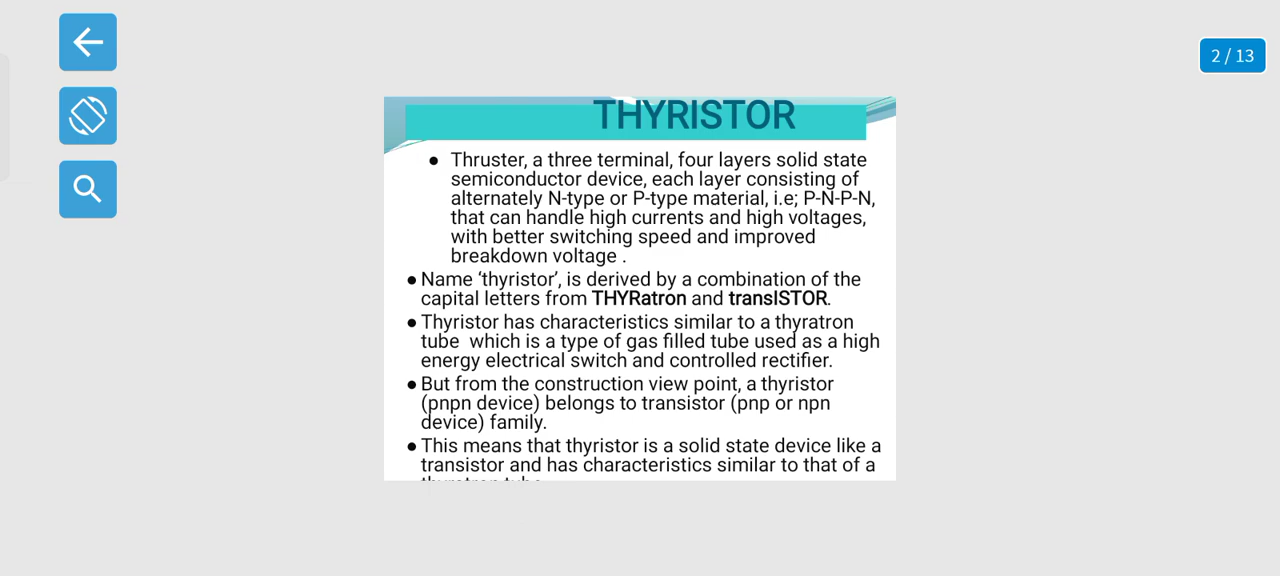 2 / 13
THYRISTOR
● Thruster, a three terminal, four layers solid state
semiconductor device, each layer consisting of
alternately N-type or P-type material, i.e; P-N-P-N,
that can handle high currents and high voltages,
with better switching speed and improved
breakdown voltage .
● Name ‘thyristor’, is derived by a combination of the
capital letters from THYRatron and transISTOR.
● Thyristor has characteristics similar to a thyratron
tube which is a type of gas filled tube used as a high
energy electrical switch and controlled rectifier.
● But from the construction view point, a thyristor
(pnpn device) belongs to transistor (pnp or npn
device) family.
● This means that thyristor is a solid state device like a
transistor and has characteristics similar to that of a